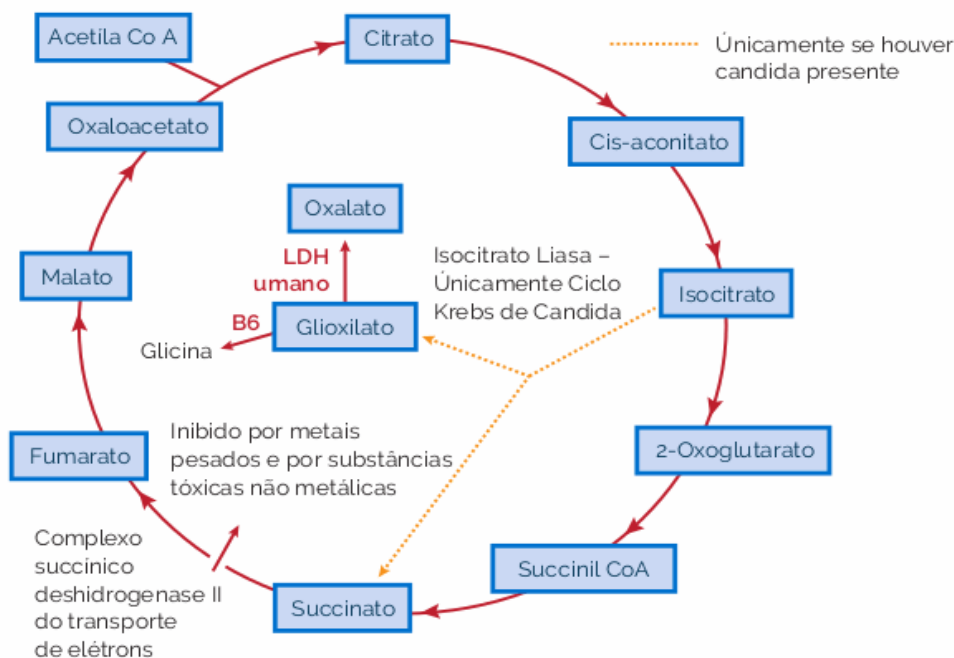 Acetila Co A
Citrato
Únicamente se houver
candida presente
Oxaloacetato
Cis-aconitato
Oxalato
LDH
umano
Isocitrato Liasa –
Únicamente Ciclo
Krebs de Candida
Malato
Isocitrato
B6
Glioxilato
Glicina
Inibido por metais
pesados e por substâncias
tóxicas não metálicas
Fumarato
2-Oxoglutarato
Complexo
succínico
deshidrogenase II
do transporte
de elétrons
Succinil CoA
Succinato